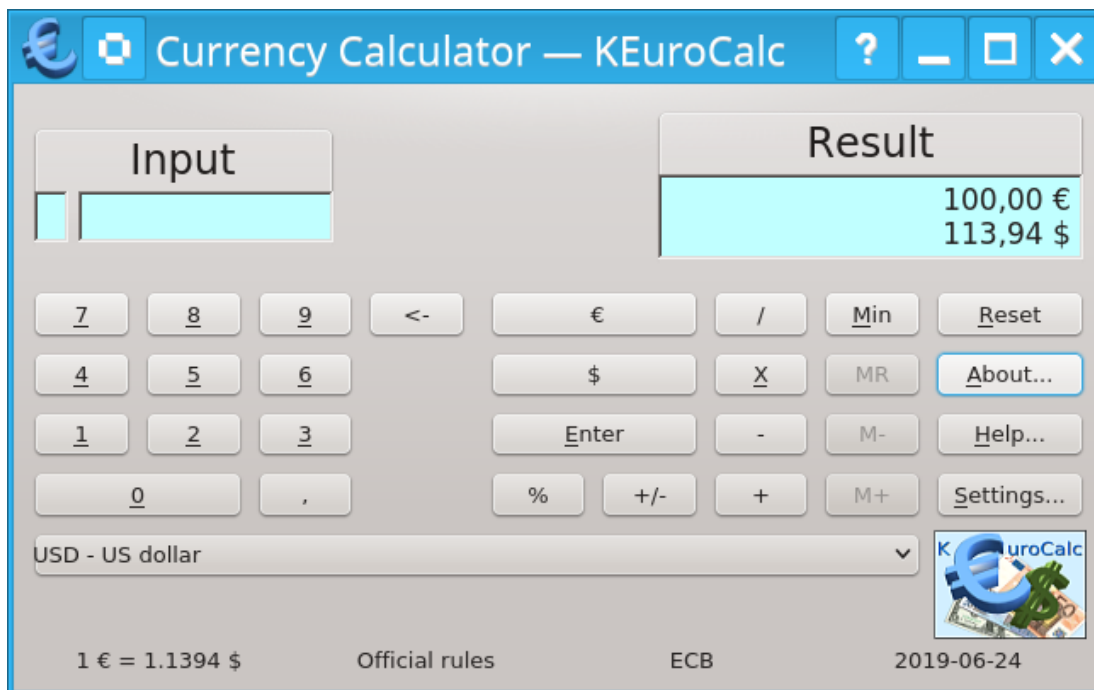 Currency Calculator — KEuroCalc ?
Input
Result
100,00 €
113,94 $
7 8 9 <- € / Min Reset
4 5 6 $ X MR About...
1 2 3 Enter - M- Help...
0 , % +/- + M+ Settings...
USD - US dollar
K uroCalc
1 € = 1.1394 $ Official rules ECB 2019-06-24